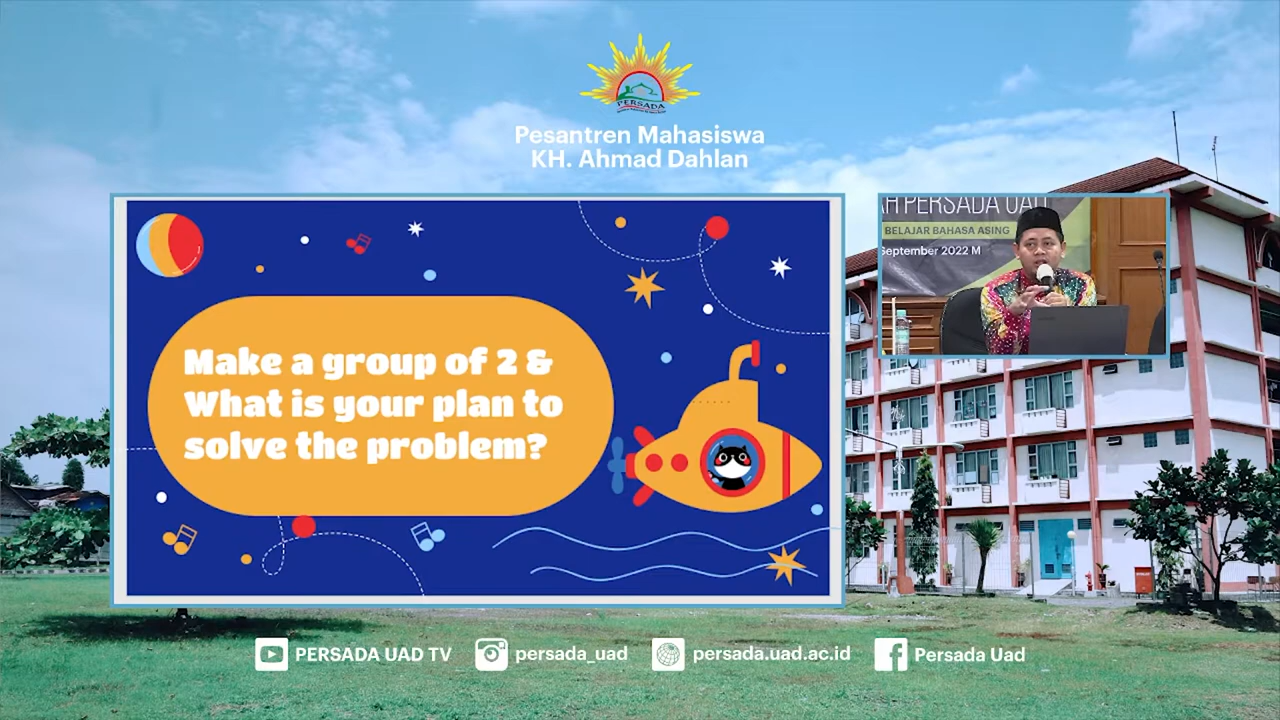 PERSADA
Pesantren Mahasiswa
KH. Ahmad Dahlan
Make a group of 2 &
What is your plan to
solve the problem?
AH PERSADA UAD
BELAJAR BAHASA ASING
September 2022 M
PERSADA UAD TV
persada_uad
persada.uad.ac.id
Persada Uad